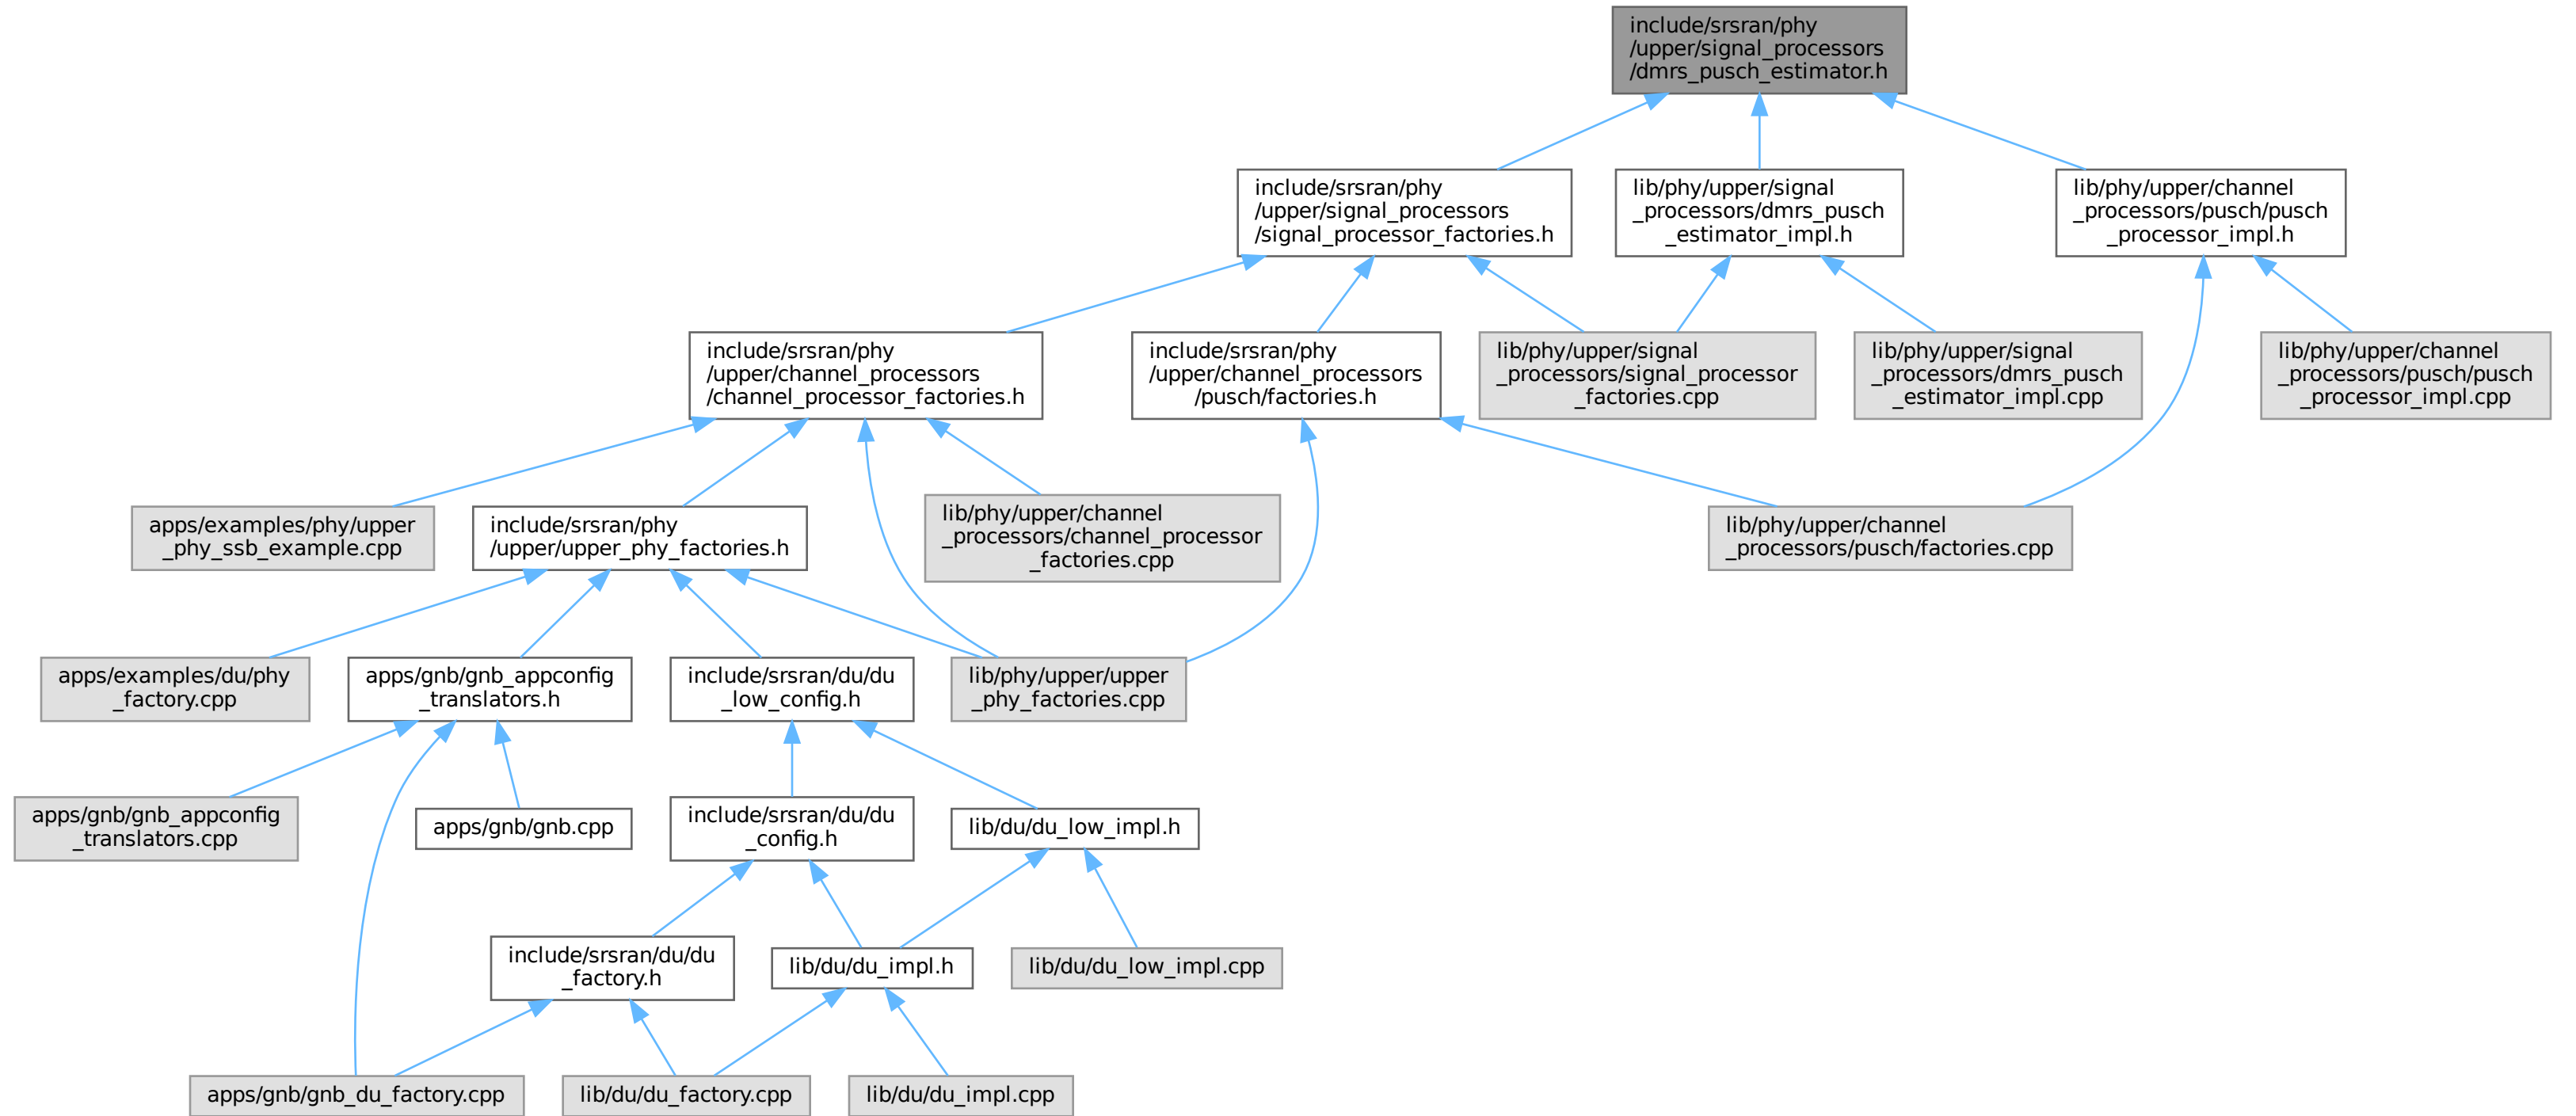 include/srsran/phy
/upper/signal_processors
/dmrs_pusch_estimator.h
include/srsran/phy
/upper/signal_processors
/signal_processor_factories.h
lib/phy/upper/signal
_processors/dmrs_pusch
_estimator_impl.h
lib/phy/upper/channel
_processors/pusch/pusch
_processor_impl.h
include/srsran/phy
/upper/channel_processors
/channel_processor_factories.h
include/srsran/phy
/upper/channel_processors
/pusch/factories.h
lib/phy/upper/signal
_processors/signal_processor
_factories.cpp
lib/phy/upper/signal
_processors/dmrs_pusch
_estimator_impl.cpp
lib/phy/upper/channel
_processors/pusch/pusch
_processor_impl.cpp
apps/examples/phy/upper
_phy_ssb_example.cpp
include/srsran/phy
/upper/upper_phy_factories.h
lib/phy/upper/channel
_processors/channel_processor
_factories.cpp
lib/phy/upper/channel
_processors/pusch/factories.cpp
apps/examples/du/phy
_factory.cpp
apps/gnb/gnb_appconfig
_translators.h
include/srsran/du/du
_low_config.h
lib/phy/upper/upper
_phy_factories.cpp
apps/gnb/gnb_appconfig
_translators.cpp
apps/gnb/gnb.cpp
include/srsran/du/du
_config.h
lib/du/du_low_impl.h
include/srsran/du/du
_factory.h
lib/du/du_impl.h
lib/du/du_low_impl.cpp
apps/gnb/gnb_du_factory.cpp
lib/du/du_factory.cpp
lib/du/du_impl.cpp